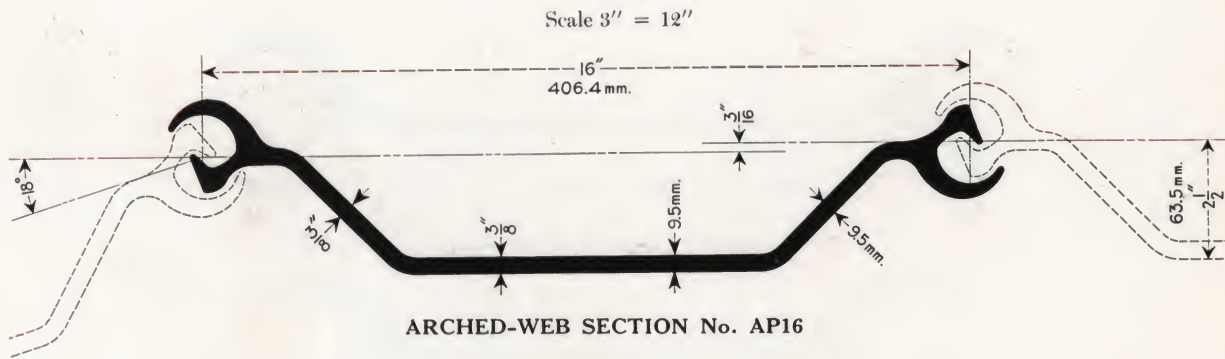 Scale 3″ = 12″
16″
406.4 mm.
3/16″
18°
3/8″
3/8″
9.5mm.
9.5mm.
63.5 mm.
2 1/2″
ARCHED-WEB SECTION No. AP16